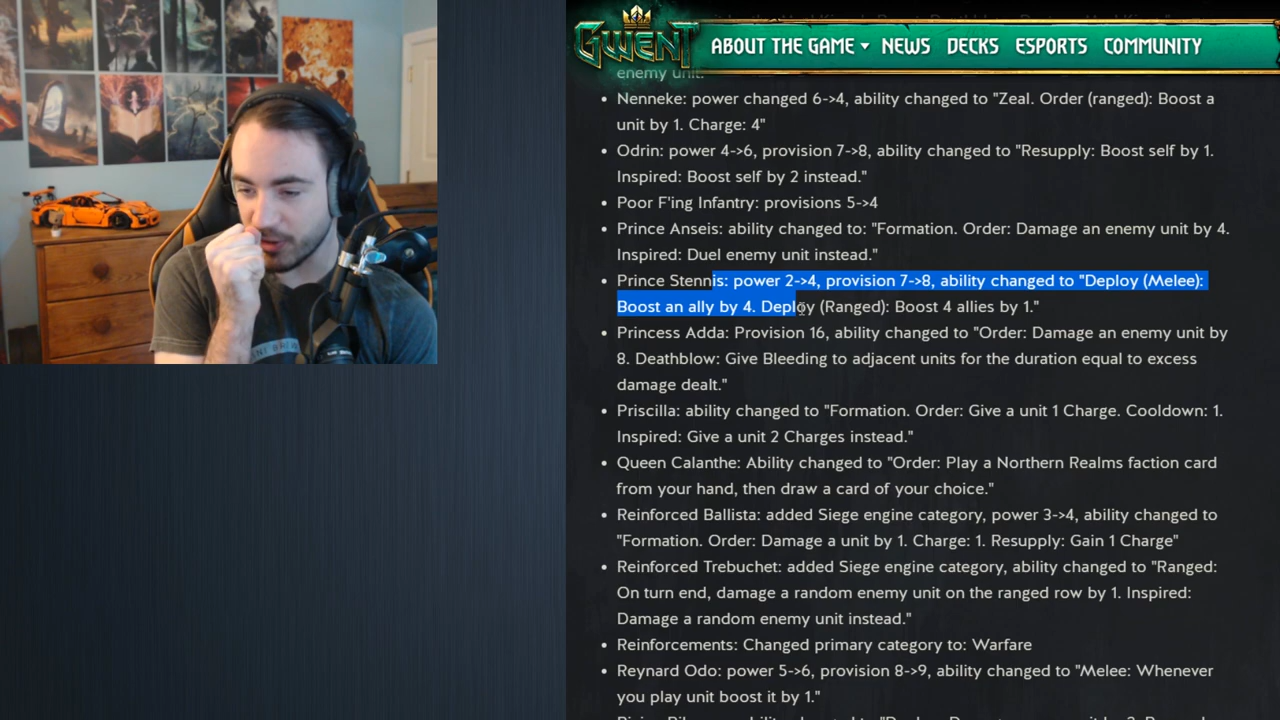 GWENT
ABOUT THE GAME NEWS DECKS ESPORTS COMMUNITY
enemy unit.
• Nenneke: power changed 6->4, ability changed to "Zeal. Order (ranged): Boost a
unit by 1. Charge: 4"
• Odrin: power 4->6, provision 7->8, ability changed to "Resupply: Boost self by 1.
Inspired: Boost self by 2 instead."
• Poor F'ing Infantry: provisions 5->4
• Prince Anseis: ability changed to: "Formation. Order: Damage an enemy unit by 4.
Inspired: Duel enemy unit instead."
• Prince Stennis: power 2->4, provision 7->8, ability changed to "Deploy (Melee):
Boost an ally by 4. Deploy (Ranged): Boost 4 allies by 1."
• Princess Adda: Provision 16, ability changed to "Order: Damage an enemy unit by
8. Deathblow: Give Bleeding to adjacent units for the duration equal to excess
damage dealt."
• Priscilla: ability changed to "Formation. Order: Give a unit 1 Charge. Cooldown: 1.
Inspired: Give a unit 2 Charges instead."
• Queen Calanthe: Ability changed to "Order: Play a Northern Realms faction card
from your hand, then draw a card of your choice."
• Reinforced Ballista: added Siege engine category, power 3->4, ability changed to
"Formation. Order: Damage a unit by 1. Charge: 1. Resupply: Gain 1 Charge"
• Reinforced Trebuchet: added Siege engine category, ability changed to "Ranged:
On turn end, damage a random enemy unit on the ranged row by 1. Inspired:
Damage a random enemy unit instead."
• Reinforcements: Changed primary category to: Warfare
• Reynard Odo: power 5->6, provision 8->9, ability changed to "Melee: Whenever
you play unit boost it by 1."